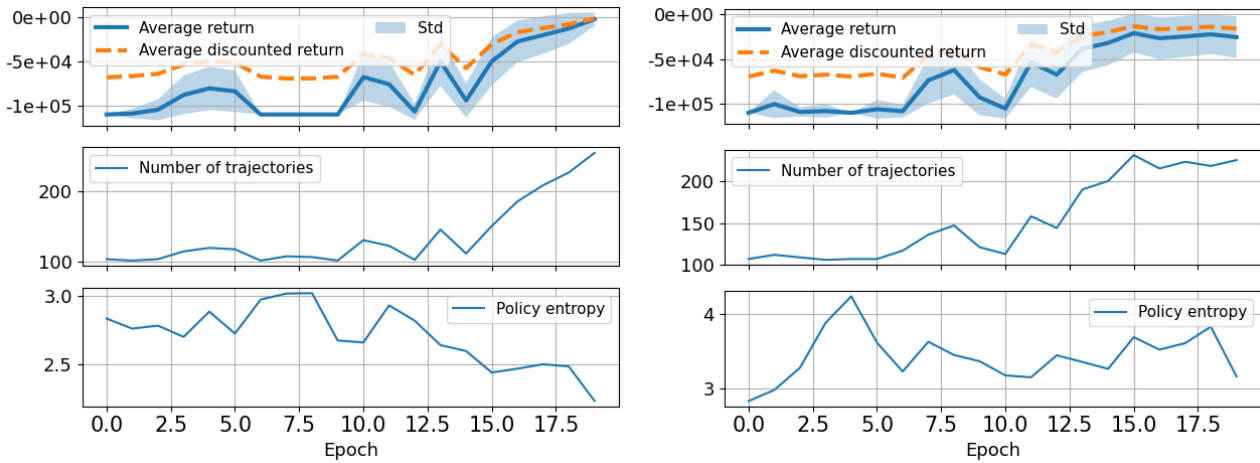 0e+00
-5e+04
-1e+05
Average return
Average discounted return
Std
0e+00
-5e+04
-1e+05
Average return
Average discounted return
Std
200
100
Number of trajectories
200
150
100
Number of trajectories
3.0
2.5
Policy entropy
4
3
Policy entropy
0.0 2.5 5.0 7.5 10.0 12.5 15.0 17.5
Epoch
0.0 2.5 5.0 7.5 10.0 12.5 15.0 17.5
Epoch